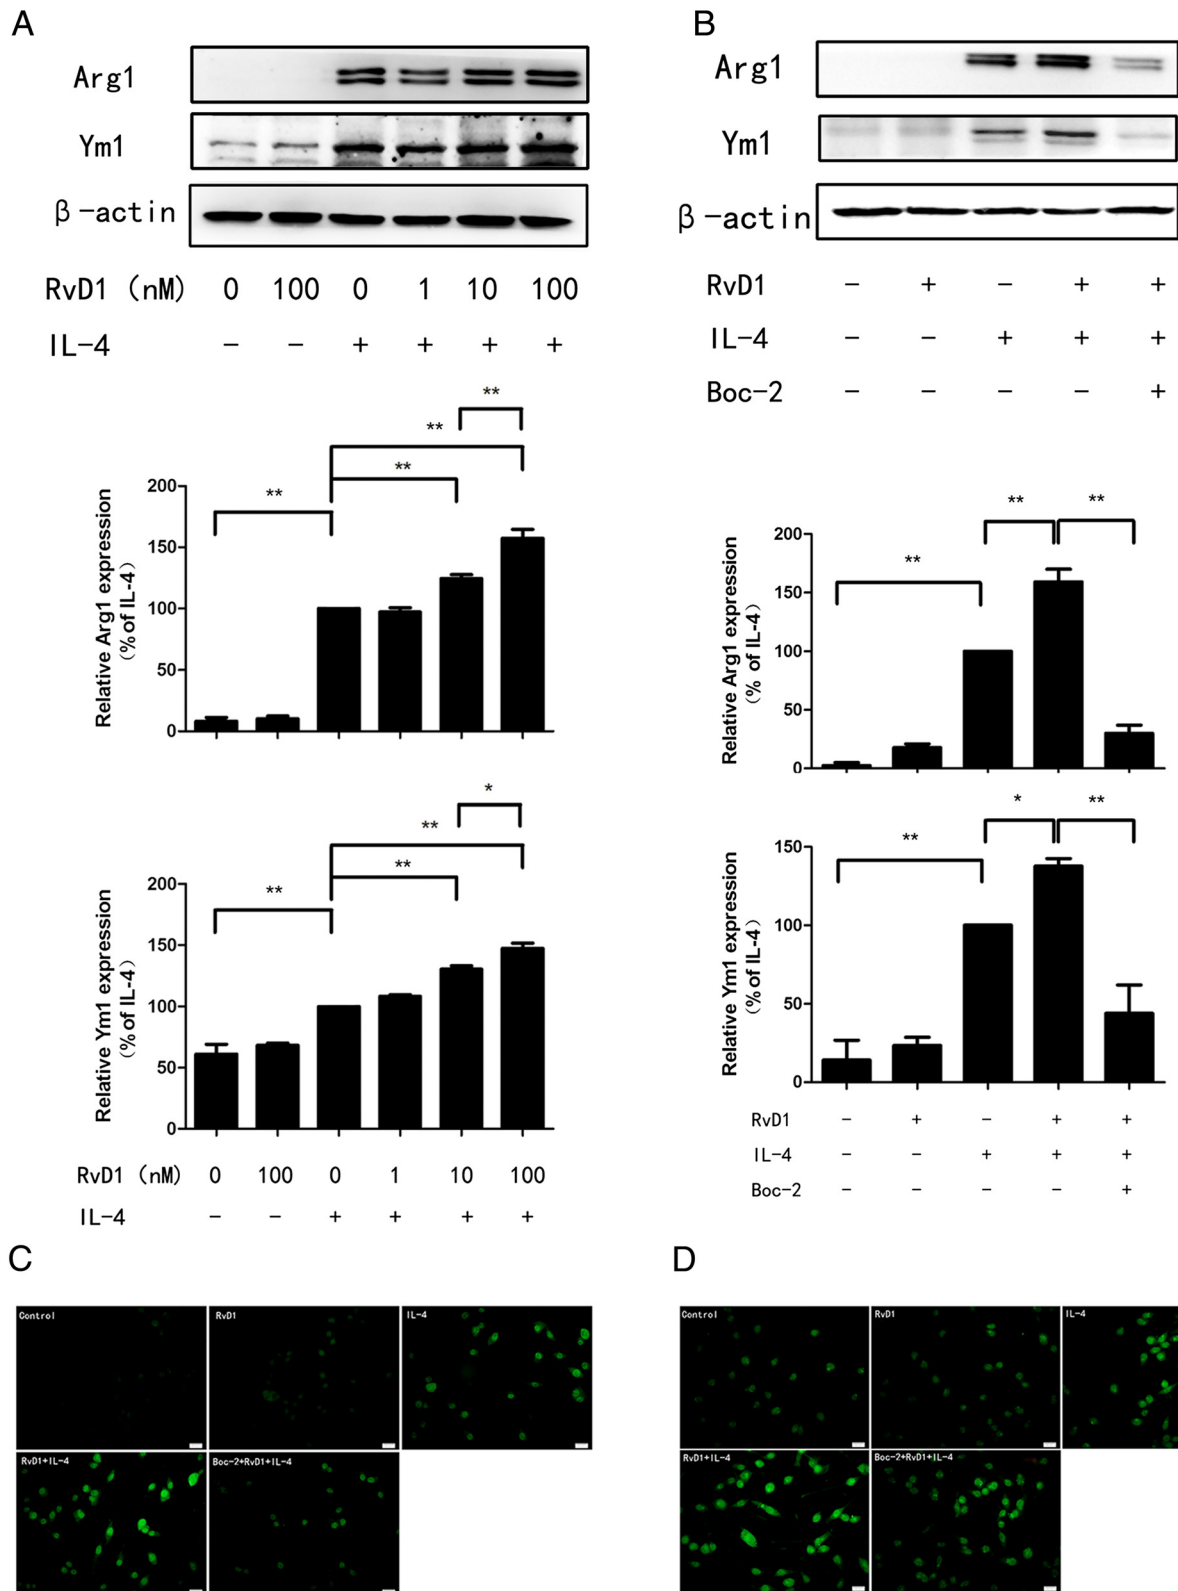 A
Arg1
Ym1
β-actin
RvD1 (nM) 0 100 0 1 10 100
IL-4 − − + + + +
**
**
**
**
200
150
100
50
0
Relative Arg1 expression
(% of IL-4)
*
**
**
**
200
150
100
50
0
Relative Ym1 expression
(% of IL-4)
RvD1 (nM) 0 100 0 1 10 100
IL-4 − − + + + +
B
Arg1
Ym1
β-actin
RvD1 − + − + +
IL-4 − − + + +
Boc-2 − − − − +
** **
**
200
150
100
50
0
Relative Arg1 expression
(% of IL-4)
* **
**
150
100
50
0
Relative Ym1 expression
(% of IL-4)
RvD1 − + − + +
IL-4 − − + + +
Boc-2 − − − − +
C
Control RvD1 IL-4
RvD1+IL-4 Boc-2+RvD1+IL-4
D
Control RvD1 IL-4
RvD1+IL-4 Boc-2+RvD1+IL-4